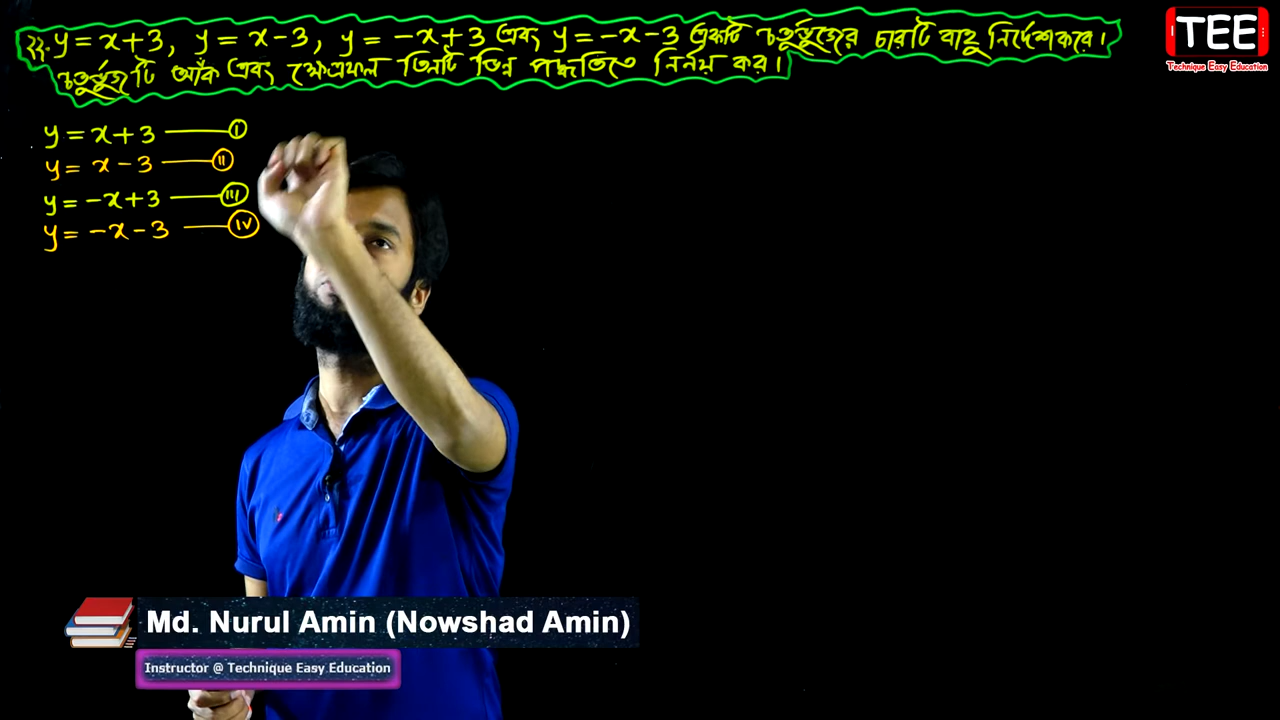 ২২. y = x+3, y = x-3, y = -x+3 এবং y = -x-3 একটি চতুর্ভুজের চারটি বাহু নির্দেশ করে।
চতুর্ভুজটি আঁক এবং ক্ষেত্রফল তিনটি ভিন্ন পদ্ধতিতে নির্ণয় কর।
TEE
Technique Easy Education
y = x+3 —— i
y = x-3 —— ii
y = -x+3 —— iii
y = -x-3 —— iv
Md. Nurul Amin (Nowshad Amin)
Instructor @ Technique Easy Education